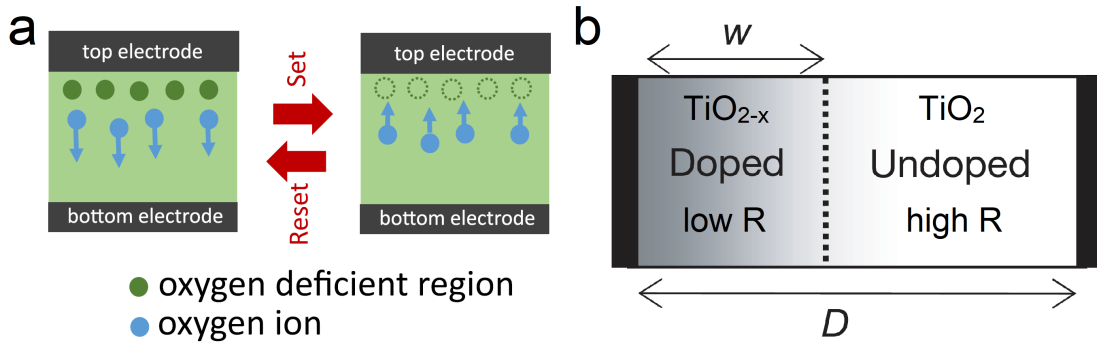 a
top electrode
bottom electrode
Set
Reset
top electrode
bottom electrode
oxygen deficient region
oxygen ion
b
w
TiO₂₋ₓ
Doped
low R
TiO₂
Undoped
high R
D